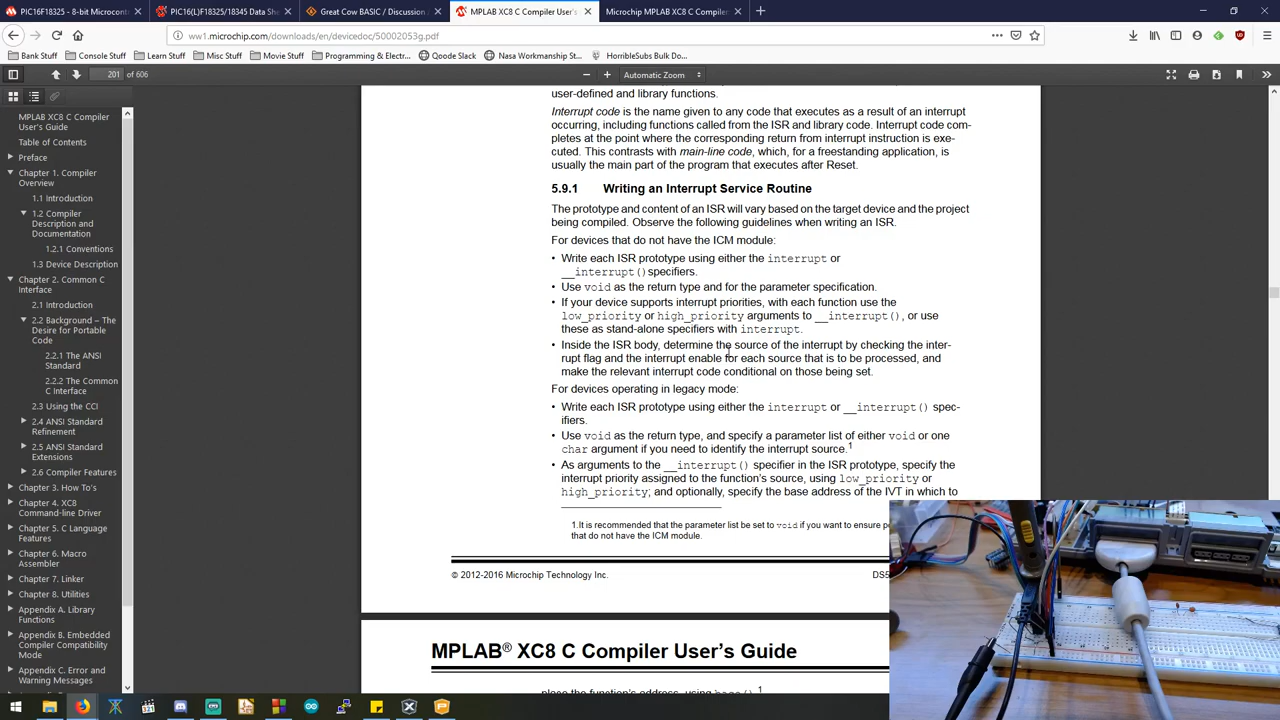 PIC16F18325 - 8-bit Microcont
PIC16(L)F18325/18345 Data She
Great Cow BASIC / Discussion /
MPLAB XC8 C Compiler User's
Microchip MPLAB XC8 C Compiler
ww1.microchip.com/downloads/en/devicedoc/50002053g.pdf
Bank Stuff
Console Stuff
Learn Stuff
Misc Stuff
Movie Stuff
Programming & Electr...
Qode Slack
Nasa Workmanship St...
HorribleSubs Bulk Do...
201 of 606
Automatic Zoom
MPLAB XC8 C Compiler
User's Guide
Table of Contents
Preface
Chapter 1. Compiler
Overview
1.1 Introduction
1.2 Compiler
Description and
Documentation
1.2.1 Conventions
1.3 Device Description
Chapter 2. Common C
Interface
2.1 Introduction
2.2 Background – The
Desire for Portable
Code
2.2.1 The ANSI
Standard
2.2.2 The Common
C Interface
2.3 Using the CCI
2.4 ANSI Standard
Refinement
2.5 ANSI Standard
Extensions
2.6 Compiler Features
Chapter 3. How To's
Chapter 4. XC8
Command-line Driver
Chapter 5. C Language
Features
Chapter 6. Macro
Assembler
Chapter 7. Linker
Chapter 8. Utilities
Appendix A. Library
Functions
Appendix B. Embedded
Compiler Compatibility
Mode
Appendix C. Error and
Warning Messages
user-defined and library functions.
Interrupt code is the name given to any code that executes as a result of an interrupt
occurring, including functions called from the ISR and library code. Interrupt code com-
pletes at the point where the corresponding return from interrupt instruction is exe-
cuted. This contrasts with main-line code, which, for a freestanding application, is
usually the main part of the program that executes after Reset.
5.9.1 Writing an Interrupt Service Routine
The prototype and content of an ISR will vary based on the target device and the project
being compiled. Observe the following guidelines when writing an ISR.
For devices that do not have the ICM module:
• Write each ISR prototype using either the interrupt or
__interrupt() specifiers.
• Use void as the return type and for the parameter specification.
• If your device supports interrupt priorities, with each function use the
low_priority or high_priority arguments to __interrupt(), or use
these as stand-alone specifiers with interrupt.
• Inside the ISR body, determine the source of the interrupt by checking the inter-
rupt flag and the interrupt enable for each source that is to be processed, and
make the relevant interrupt code conditional on those being set.
For devices operating in legacy mode:
• Write each ISR prototype using either the interrupt or __interrupt() spec-
ifiers.
• Use void as the return type, and specify a parameter list of either void or one
char argument if you need to identify the interrupt source.1
• As arguments to the __interrupt() specifier in the ISR prototype, specify the
interrupt priority assigned to the function's source, using low_priority or
high_priority, and optionally, specify the base address of the IVT in which to
1.It is recommended that the parameter list be set to void if you want to ensure
that do not have the ICM module.
© 2012-2016 Microchip Technology Inc.
MPLAB® XC8 C Compiler User's Guide
place the function's address, using base().1